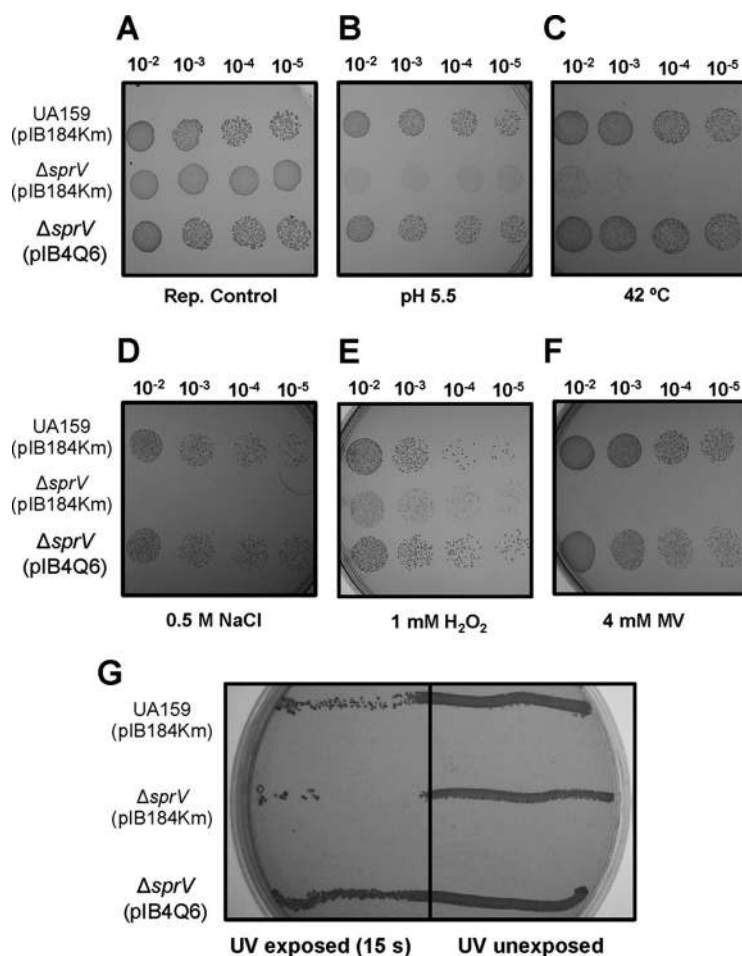 A B C
10⁻² 10⁻³ 10⁻⁴ 10⁻⁵ 10⁻² 10⁻³ 10⁻⁴ 10⁻⁵ 10⁻² 10⁻³ 10⁻⁴ 10⁻⁵
UA159
(pIB184Km)
ΔsprV
(pIB184Km)
ΔsprV
(pIB4Q6)
Rep. Control pH 5.5 42 ºC
D E F
10⁻² 10⁻³ 10⁻⁴ 10⁻⁵ 10⁻² 10⁻³ 10⁻⁴ 10⁻⁵ 10⁻² 10⁻³ 10⁻⁴ 10⁻⁵
UA159
(pIB184Km)
ΔsprV
(pIB184Km)
ΔsprV
(pIB4Q6)
0.5 M NaCl 1 mM H₂O₂ 4 mM MV
G
UA159
(pIB184Km)
ΔsprV
(pIB184Km)
ΔsprV
(pIB4Q6)
UV exposed (15 s) UV unexposed